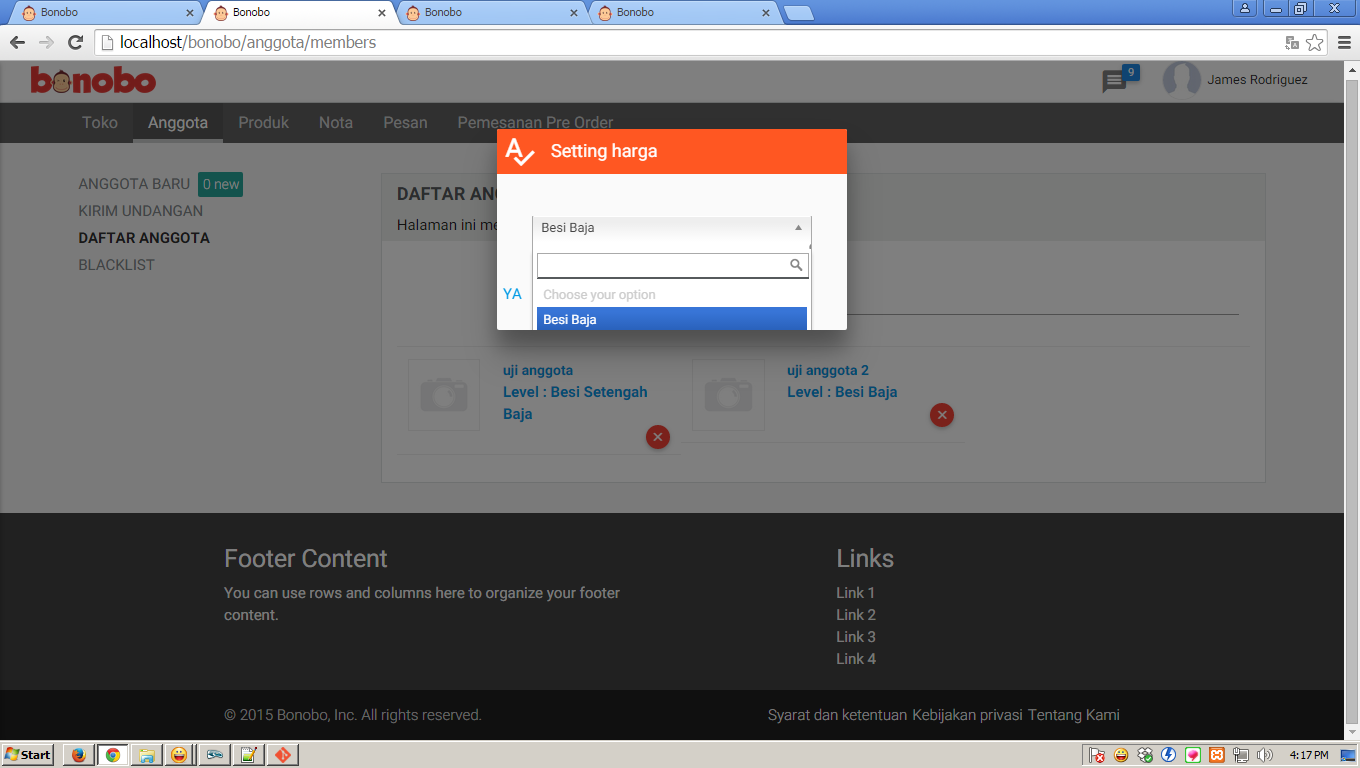 Bonobo
Bonobo
Bonobo
Bonobo
localhost/bonobo/anggota/members
bonobo
9
James Rodriguez
Toko
Anggota
Produk
Nota
Pesan
Pemesanan Pre Order
Setting harga
ANGGOTA BARU 0 new
KIRIM UNDANGAN
DAFTAR ANGGOTA
BLACKLIST
DAFTAR AN
Halaman ini me
Besi Baja
Choose your option
Besi Baja
YA
uji anggota
Level : Besi Setengah
Baja
uji anggota 2
Level : Besi Baja
Footer Content
You can use rows and columns here to organize your footer
content.
Links
Link 1
Link 2
Link 3
Link 4
© 2015 Bonobo, Inc. All rights reserved.
Syarat dan ketentuan Kebijakan privasi Tentang Kami
Start
4:17 PM